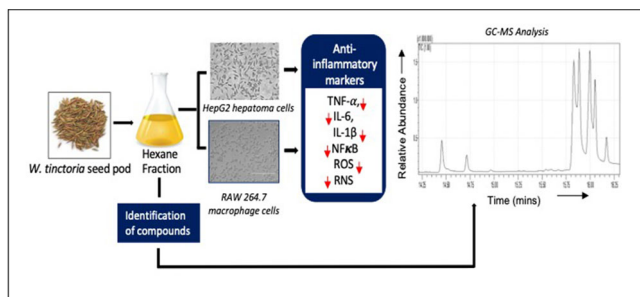 W. tinctoria seed pod
Hexane
Fraction
Identification
of compounds
HepG2 hepatoma cells
RAW 264.7
macrophage cells
Anti-
inflammatory
markers
TNF-α,
IL-6,
IL-1β
NFκB
ROS
RNS
GC-MS Analysis
Relative Abundance
Time (mins)